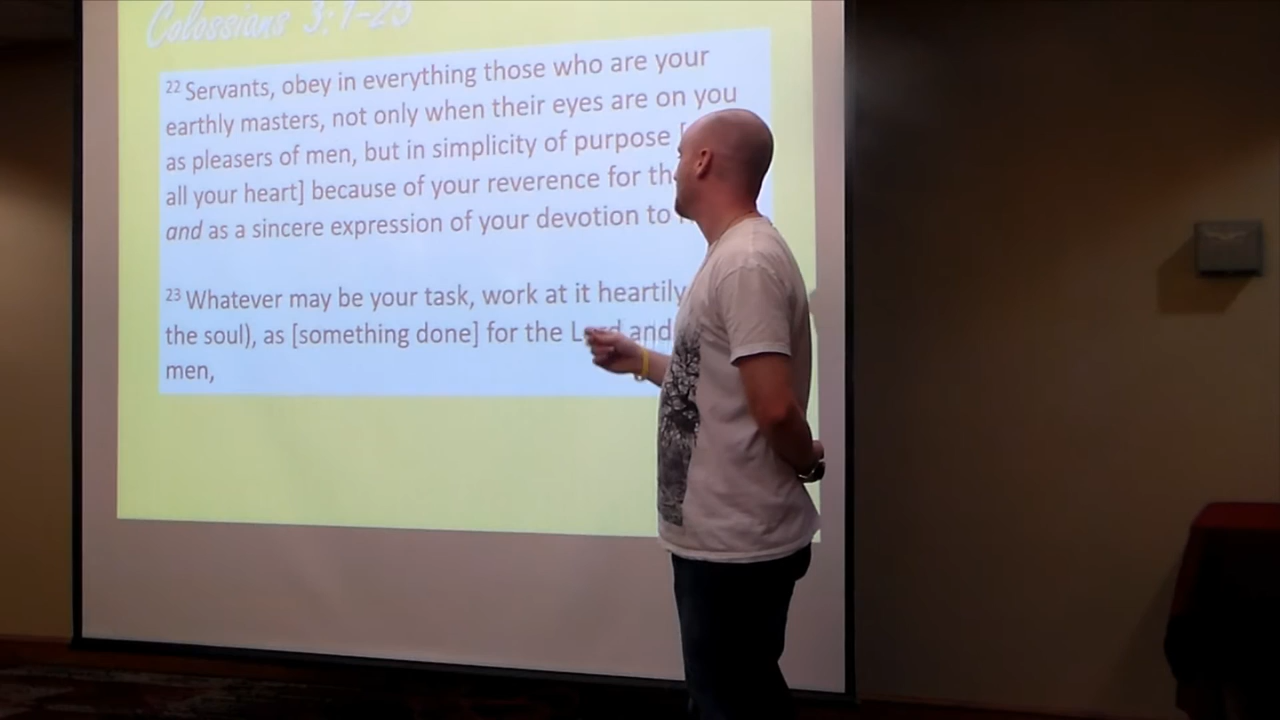 Colossians 3:1-25
22 Servants, obey in everything those who are your
earthly masters, not only when their eyes are on you
as pleasers of men, but in simplicity of purpose [
all your heart] because of your reverence for the
and as a sincere expression of your devotion to
23 Whatever may be your task, work at it heartily
the soul), as [something done] for the Lord and
men,